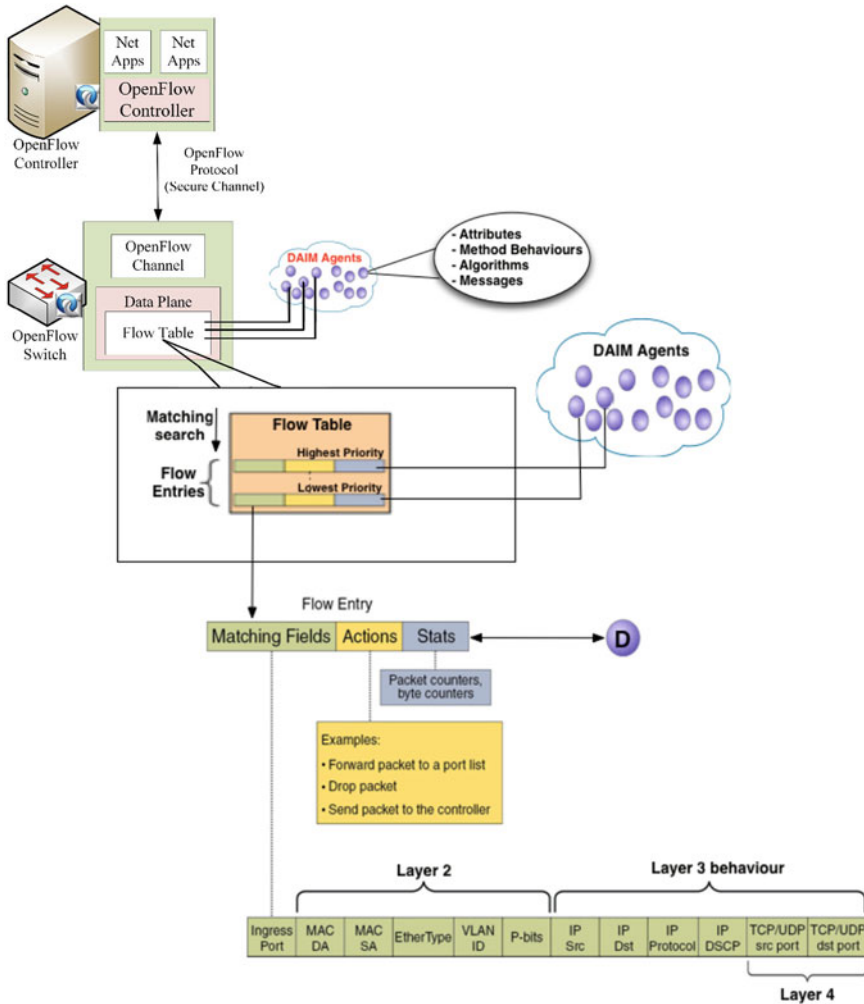 Net
Apps
Net
Apps
OpenFlow
Controller
OpenFlow
Controller
OpenFlow
Protocol
(Secure Channel)
OpenFlow
Channel
Data Plane
Flow Table
OpenFlow
Switch
DAIM Agents
- Attributes
- Method Behaviours
- Algorithms
- Messages
DAIM Agents
Matching
search
Flow Table
Highest Priority
Flow
Entries
Lowest Priority
Flow Entry
Matching Fields
Actions
Stats
D
Packet counters,
byte counters
Examples:
• Forward packet to a port list
• Drop packet
• Send packet to the controller
Layer 2
Layer 3 behaviour
Ingress
Port
MAC
DA
MAC
SA
EtherType
VLAN
ID
P-bits
IP
Src
IP
Dst
IP
Protocol
IP
DSCP
TCP/UDP
src port
TCP/UDP
dst port
Layer 4